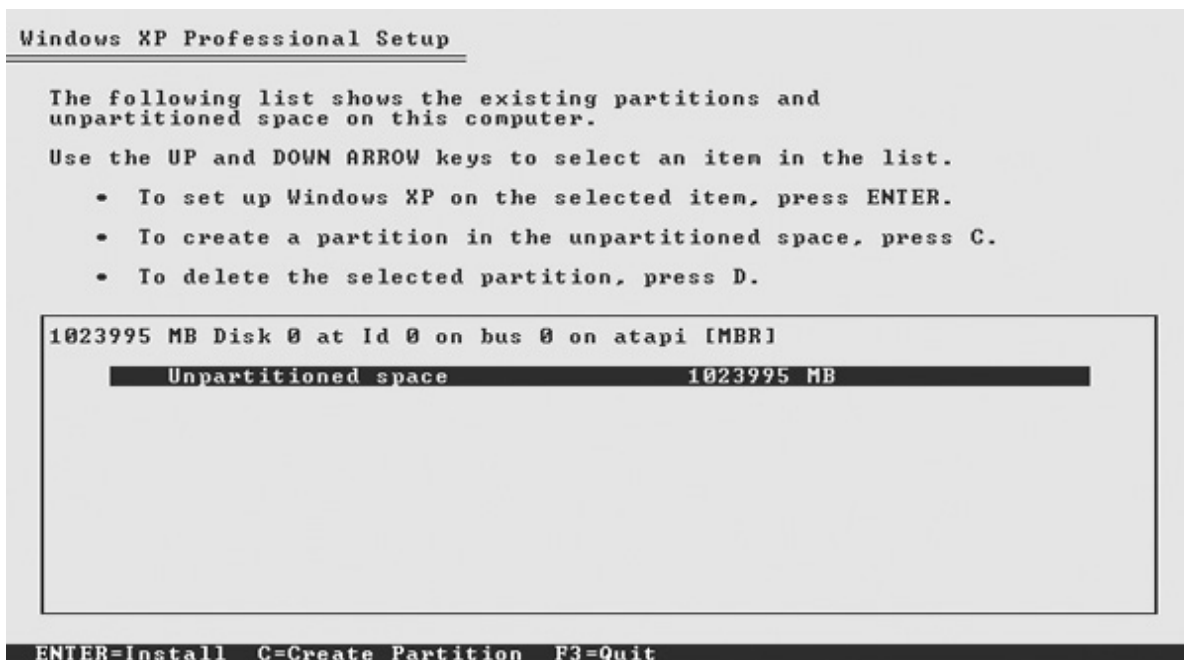 Windows XP Professional Setup
The following list shows the existing partitions and
unpartitioned space on this computer.
Use the UP and DOWN ARROW keys to select an item in the list.
• To set up Windows XP on the selected item, press ENTER.
• To create a partition in the unpartitioned space, press C.
• To delete the selected partition, press D.
1023995 MB Disk 0 at Id 0 on bus 0 on atapi [MBR]
Unpartitioned space 1023995 MB
ENTER=Install C=Create Partition F3=Quit